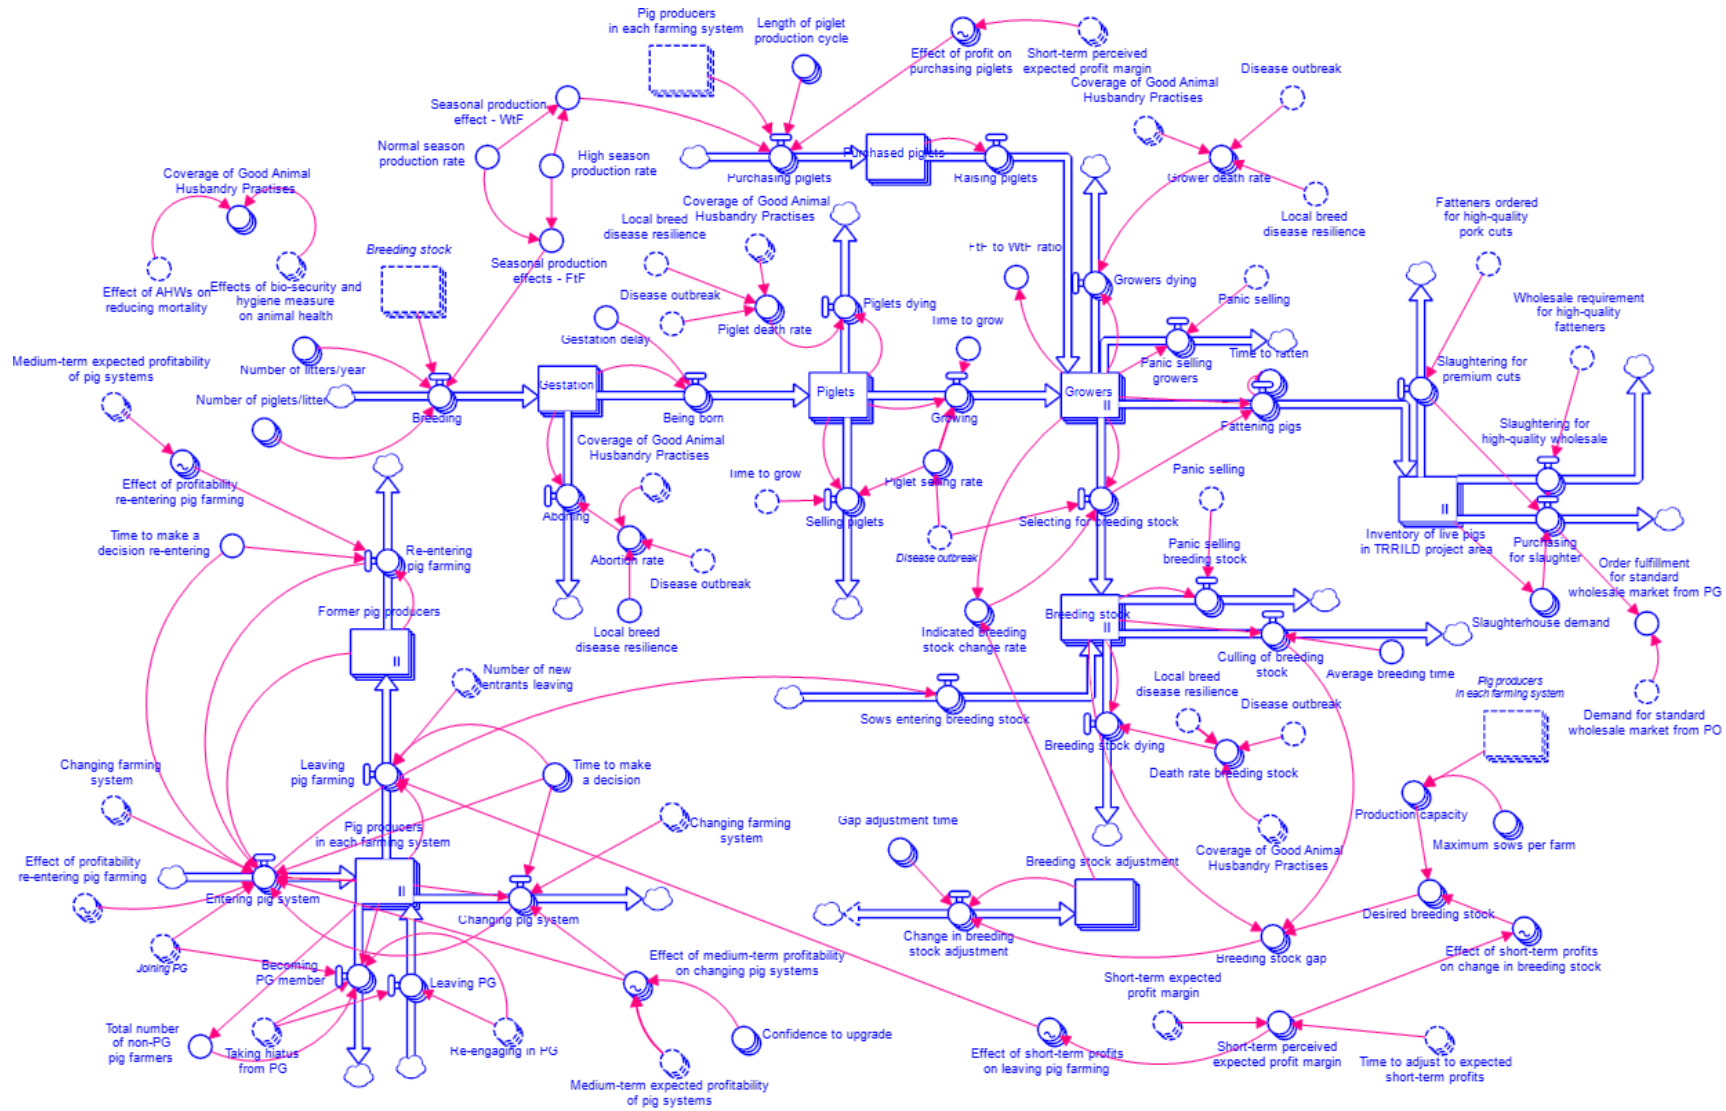 Pig producers
in each farming system
Length of piglet
production cycle
Effect of profit on
purchasing piglets
Short-term perceived
expected profit margin
Coverage of Good Animal
Husbandry Practises
Disease outbreak
Seasonal production
effect - WtF
Normal season
production rate
High season
production rate
Purchasing piglets
Purchased piglets
Raising piglets
Grower death rate
Local breed
disease resilience
Coverage of Good Animal
Husbandry Practises
Effect of AHWs on
reducing mortality
Effects of bio-security and
hygiene measure
on animal health
Breeding stock
Seasonal production
effects - FtF
Local breed
disease resilience
Coverage of Good Animal
Husbandry Practises
Disease outbreak
Piglet death rate
Piglets dying
FtF to WtF ratio
Growers dying
Panic selling
Fatteners ordered
for high-quality
pork cuts
Wholesale requirement
for high-quality
fatteners
Medium-term expected profitability
of pig systems
Number of litters/year
Number of piglets/litter
Breeding
Gestation
Gestation delay
Being born
Piglets
Time to grow
Growing
Growers
Panic selling
growers
Time to fatten
Fattening pigs
Slaughtering for
premium cuts
Slaughtering for
high-quality wholesale
Effect of profitability
re-entering pig farming
Coverage of Good Animal
Husbandry Practises
Aborting
Abortion rate
Disease outbreak
Local breed
disease resilience
Time to grow
Selling piglets
Piglet selling rate
Disease outbreak
Selecting for breeding stock
Panic selling
Panic selling
breeding stock
Inventory of live pigs
in TRRILD project area
Purchasing
for slaughter
Order fulfillment
for standard
wholesale market from PG
Slaughterhouse demand
Demand for standard
wholesale market from PO
Time to make a
decision re-entering
Re-entering
pig farming
Former pig producers
Indicated breeding
stock change rate
Breeding stock
Culling of breeding
stock
Average breeding time
Sows entering breeding stock
Breeding stock dying
Local breed
disease resilience
Disease outbreak
Death rate breeding stock
Coverage of Good Animal
Husbandry Practises
Pig producers
in each farming system
Production capacity
Maximum sows per farm
Number of new
entrants leaving
Leaving
pig farming
Time to make
a decision
Changing farming
system
Changing farming
system
Pig producers
in each farming system
Effect of profitability
re-entering pig farming
Entering pig system
Changing pig system
Gap adjustment time
Breeding stock adjustment
Change in breeding
stock adjustment
Desired breeding stock
Breeding stock gap
Effect of short-term profits
on change in breeding stock
Joining PG
Becoming
PG member
Leaving PG
Effect of medium-term profitability
on changing pig systems
Confidence to upgrade
Medium-term expected profitability
of pig systems
Total number
of non-PG
pig farmers
Taking hiatus
from PG
Re-engaging in PG
Effect of short-term profits
on leaving pig farming
Short-term expected
profit margin
Short-term perceived
expected profit margin
Time to adjust to expected
short-term profits